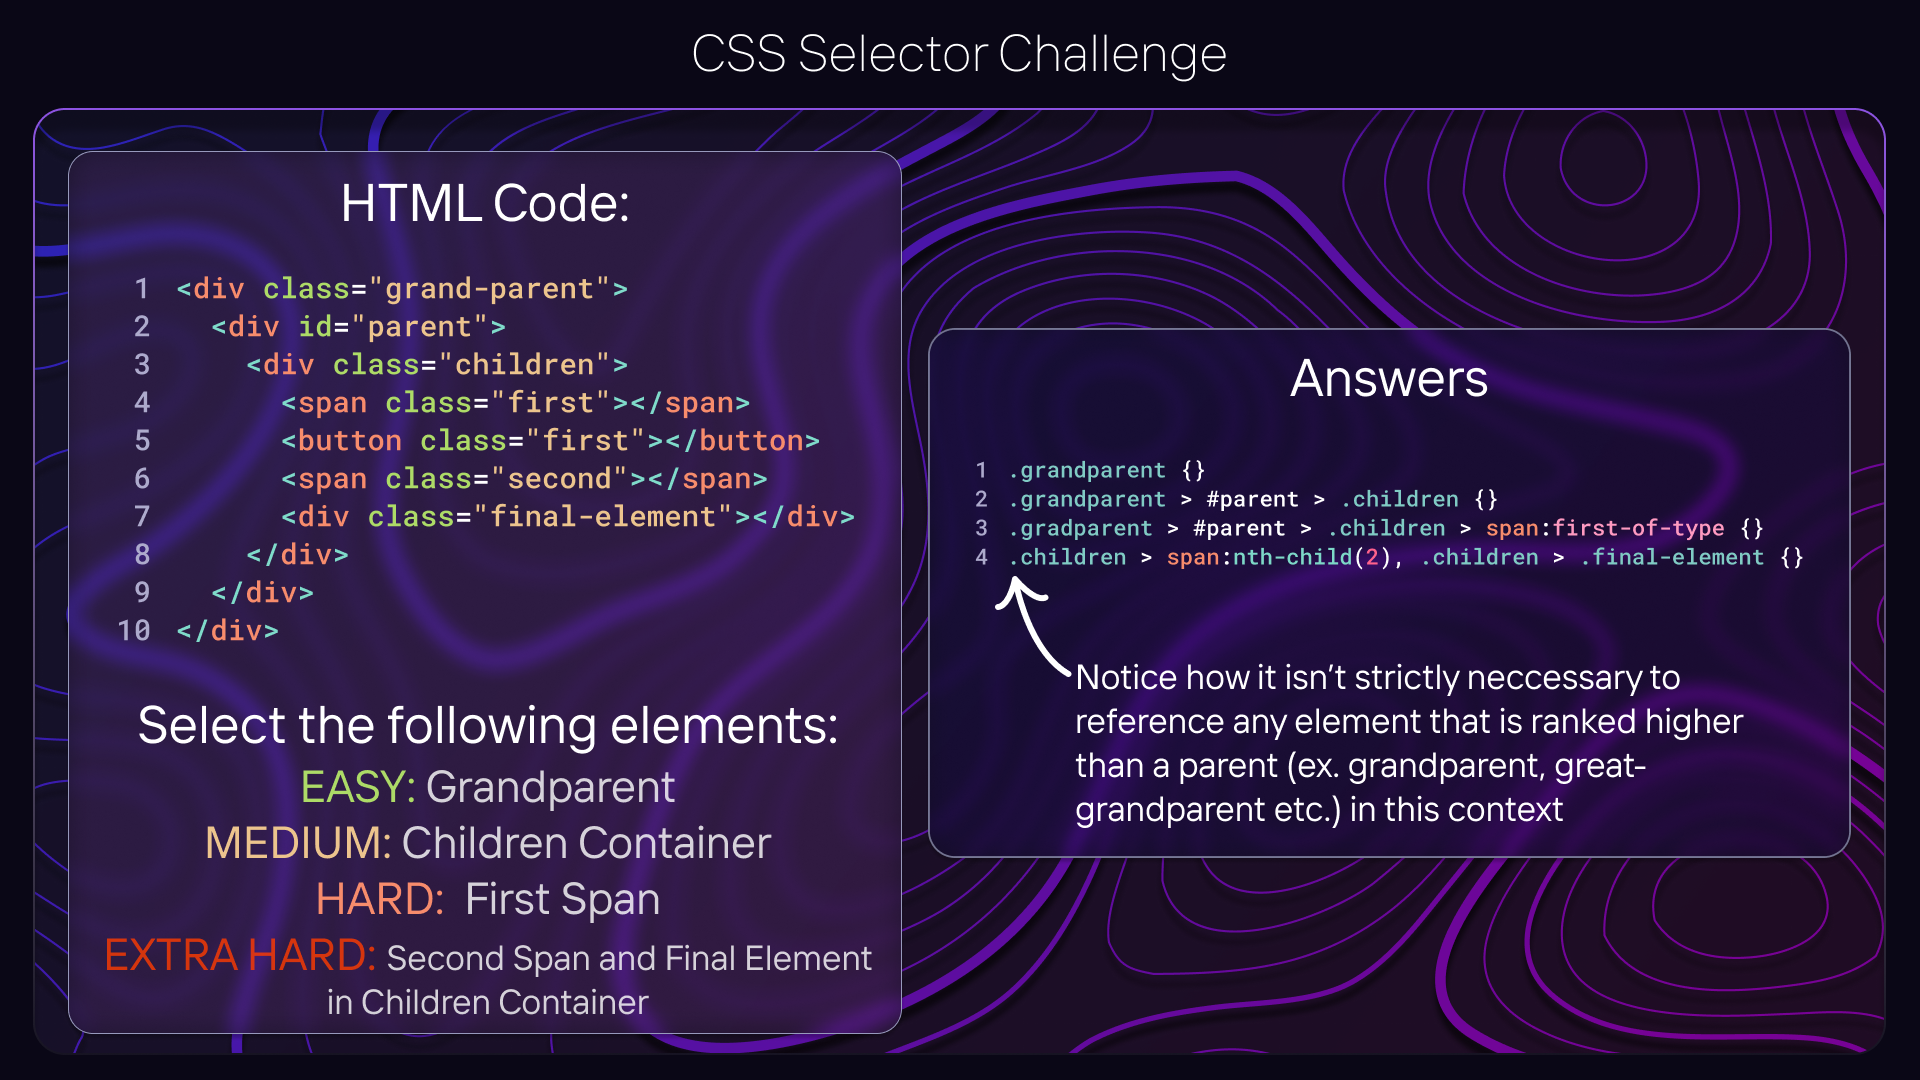 CSS Selector Challenge
HTML Code:
1 <div class="grand-parent">
2 <div id="parent">
3 <div class="children">
4 <span class="first"></span>
5 <button class="first"></button>
6 <span class="second"></span>
7 <div class="final-element"></div>
8 </div>
9 </div>
10 </div>
Select the following elements:
EASY: Grandparent
MEDIUM: Children Container
HARD: First Span
EXTRA HARD: Second Span and Final Element
in Children Container
Answers
1 .grandparent {}
2 .grandparent > #parent > .children {}
3 .gradparent > #parent > .children > span:first-of-type {}
4 .children > span:nth-child(2), .children > .final-element {}
Notice how it isn't strictly neccessary to
reference any element that is ranked higher
than a parent (ex. grandparent, great-
grandparent etc.) in this context